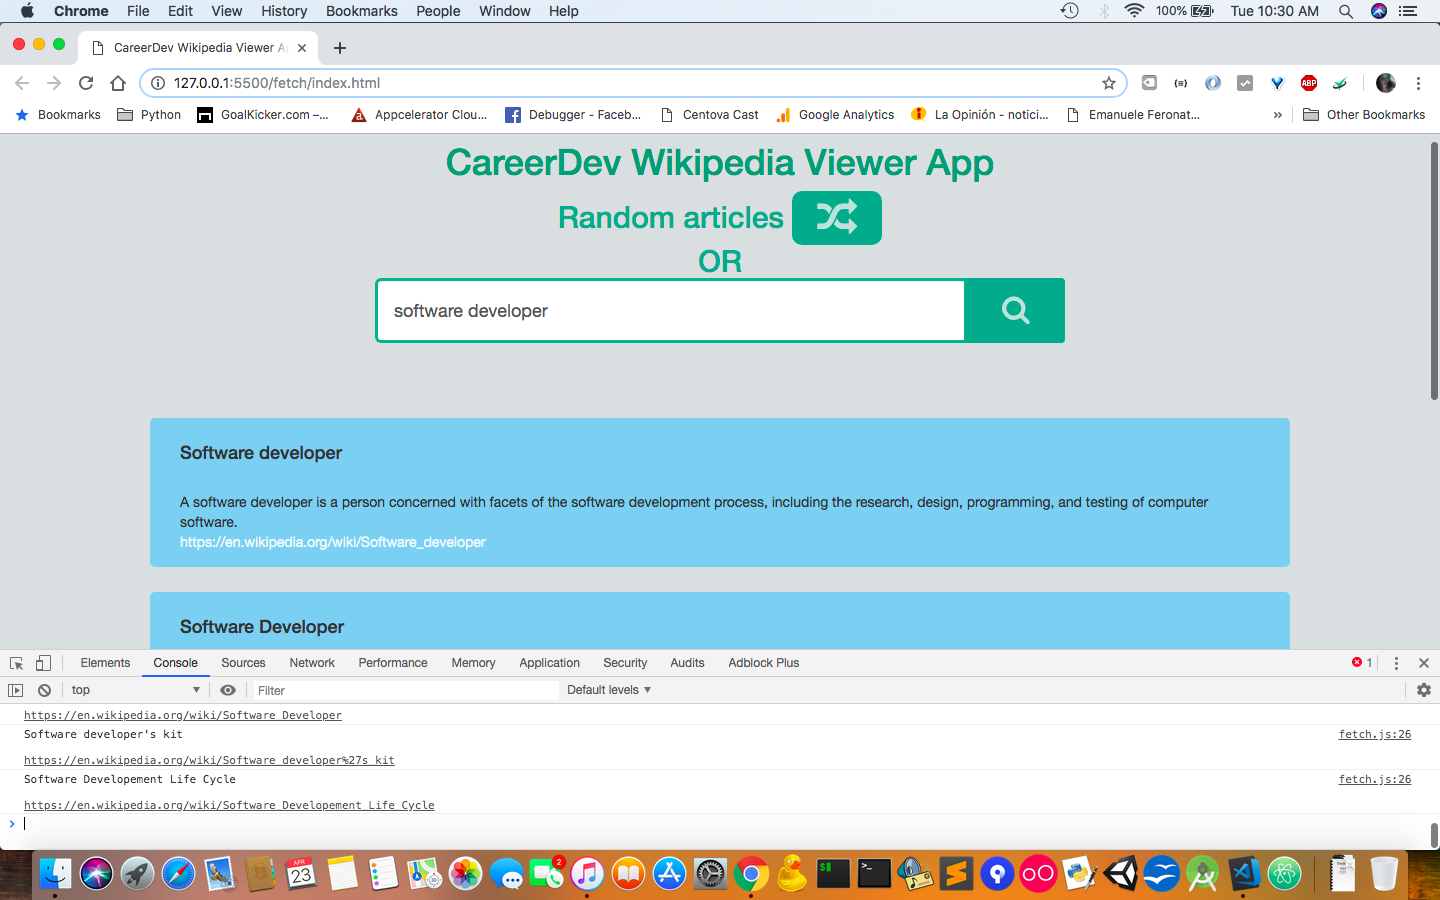 Chrome File Edit View History Bookmarks People Window Help 100% Tue 10:30 AM
CareerDev Wikipedia Viewer A
127.0.0.1:5500/fetch/index.html ABP
Bookmarks Python GoalKicker.com –... Appcelerator Clou... Debugger - Faceb... Centova Cast Google Analytics La Opinión - notici... Emanuele Feronat... » Other Bookmarks
CareerDev Wikipedia Viewer App
Random articles
OR
software developer
Software developer
A software developer is a person concerned with facets of the software development process, including the research, design, programming, and testing of computer
software.
https://en.wikipedia.org/wiki/Software_developer
Software Developer
Elements Console Sources Network Performance Memory Application Security Audits Adblock Plus 1
top Filter Default levels
https://en.wikipedia.org/wiki/Software_Developer
Software developer's kit fetch.js:26
https://en.wikipedia.org/wiki/Software_developer%27s_kit
Software Developement Life Cycle fetch.js:26
https://en.wikipedia.org/wiki/Software_Developement_Life_Cycle
>
APR
23
2